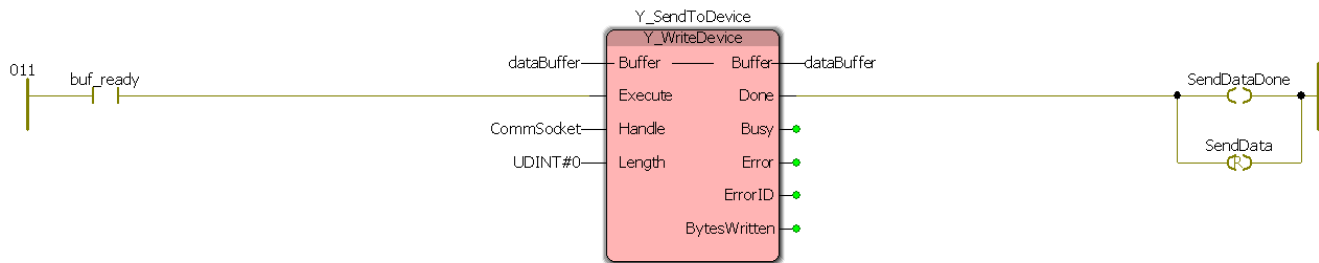 Y_SendToDevice
Y_WriteDevice
dataBuffer Buffer Buffer dataBuffer
011 buf_ready Execute Done SendDataDone
CommSocket Handle Busy
UDINT#0 Length Error SendData
R
ErrorID
BytesWritten